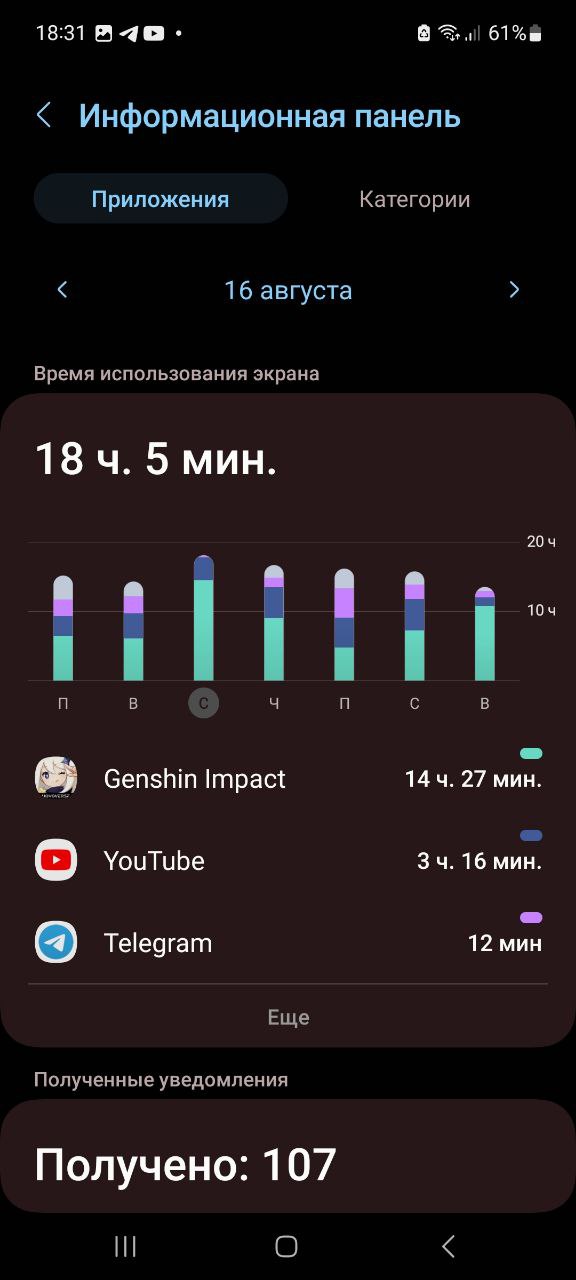 18:31
61%
Информационная панель
Приложения
Категории
16 августа
Время использования экрана
18 ч. 5 мин.
20 ч
10 ч
П В С Ч П С В
Genshin Impact
14 ч. 27 мин.
YouTube
3 ч. 16 мин.
Telegram
12 мин
Еще
Полученные уведомления
Получено: 107